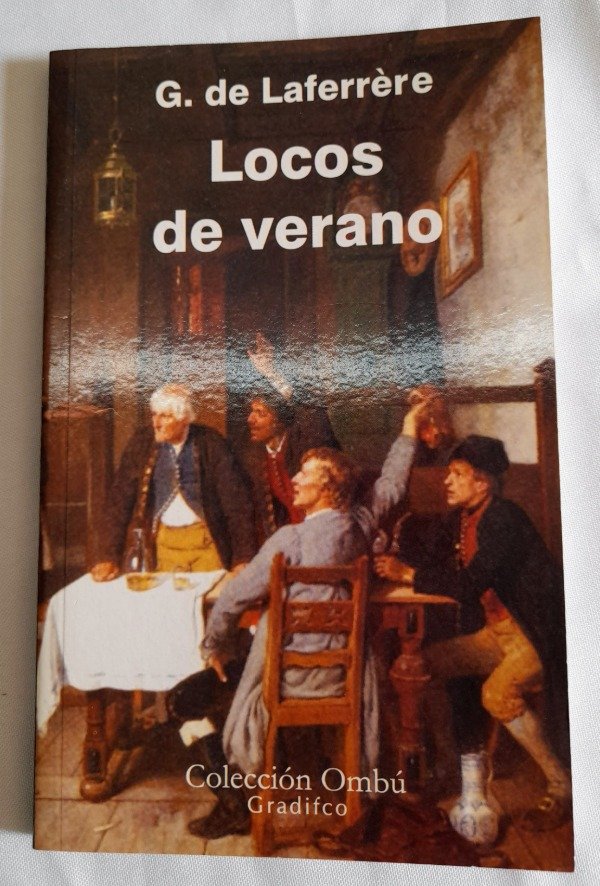 G. de Laferrère
Locos
de verano
Colección Ombú
Gradifco